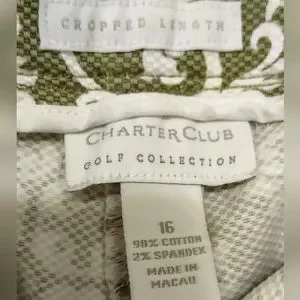 CROPPED LENGTH
CHARTER CLUB
GOLF COLLECTION
16
98% COTTON
2% SPANDEX
MADE IN
MACAU